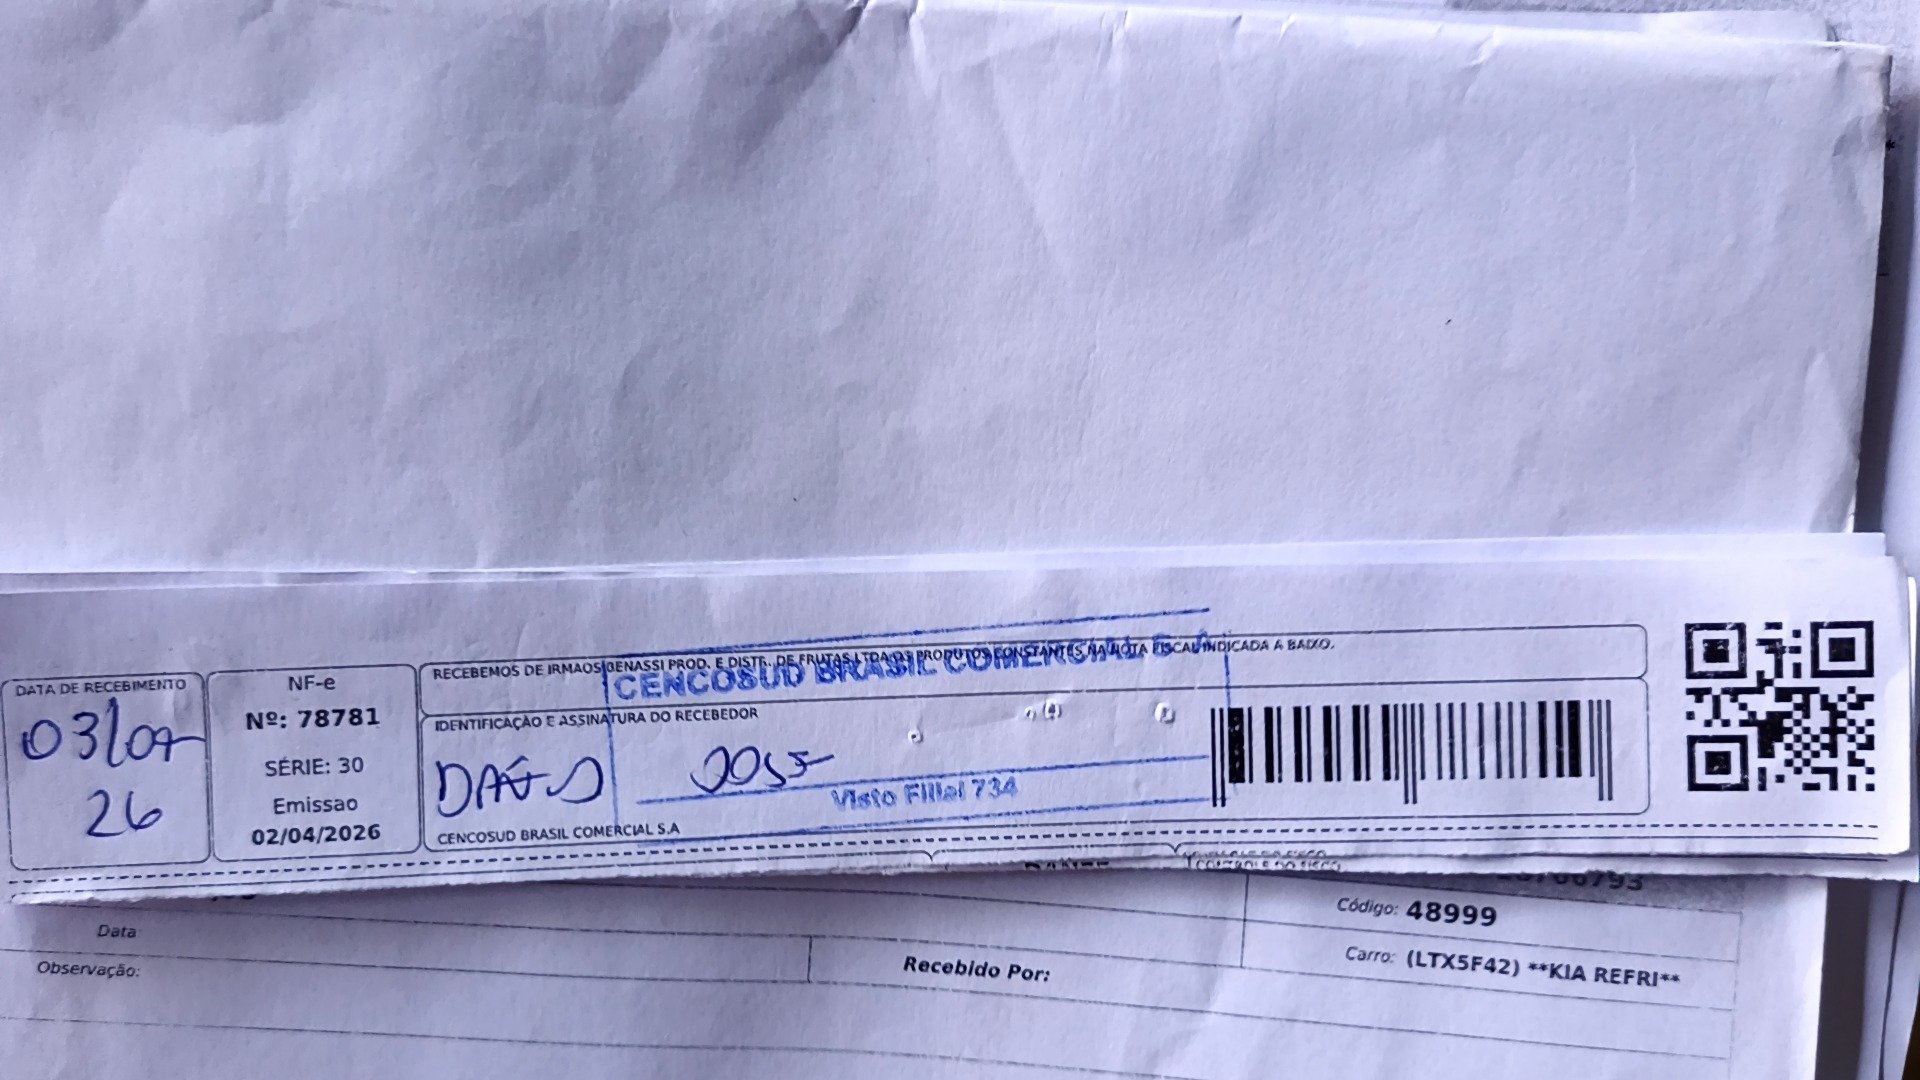 RECEBEMOS DE IRMAOS BENASSI PROD. E DISTR. DE FRUTAS LTDA OS PRODUTOS CONSTANTES NA NOTA FISCAL INDICADA A BAIXO.
CENCOSUD BRASIL COMERCIAL S.A
DATA DE RECEBIMENTO
03/04
26
NF-e
Nº: 78781
SÉRIE: 30
Emissao
02/04/2026
IDENTIFICAÇÃO E ASSINATURA DO RECEBEDOR
JOSE
Visto Filial 734
CENCOSUD BRASIL COMERCIAL S.A
Código: 48999
Data
Carro: (LTX5F42) **KIA REFRI**
Observação:
Recebido Por: